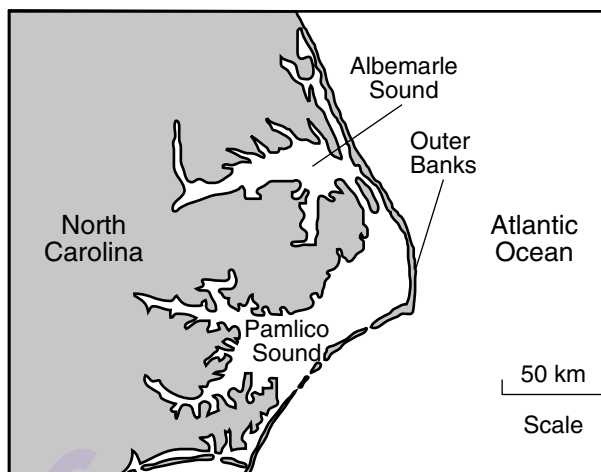 Albemarle
Sound
Outer
Banks
North
Carolina
Atlantic
Ocean
Pamlico
Sound
50 km
Scale